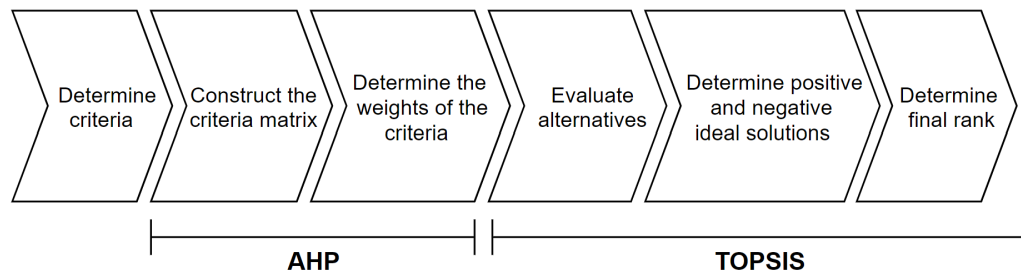 Determine
criteria
Construct the
criteria matrix
Determine the
weights of the
criteria
Evaluate
alternatives
Determine positive
and negative
ideal solutions
Determine
final rank
AHP
TOPSIS